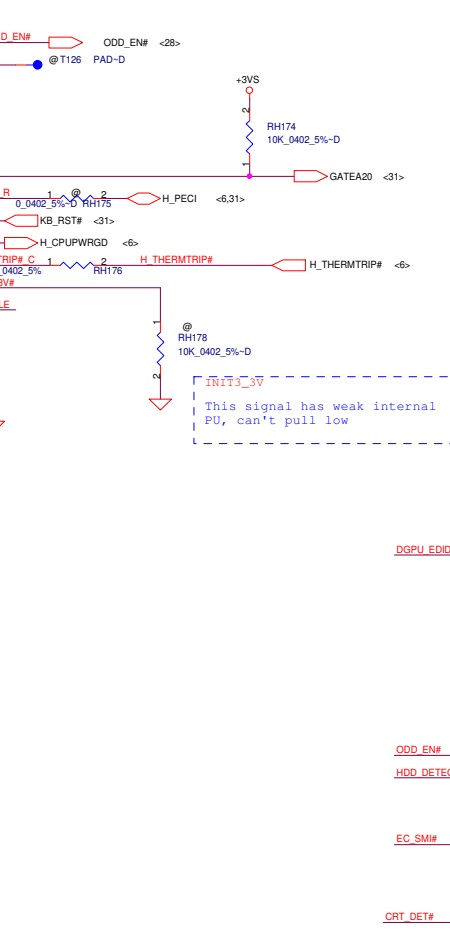 D_EN#
ODD_EN# <28>
@ T126 PAD~D
+3VS
2
RH174
10K_0402_5%~D
1
GATEA20 <31>
R 1 @ 2 H_PECI <6,31>
0_0402_5%~D RH175
KB_RST# <31>
H_CPUPWRGD <6>
TRIP#_C 1 2 H_THERMTRIP# H_THERMTRIP# <6>
0402_5% RH176
3V#
LE
1
@
RH178
10K_0402_5%~D
2
INIT3_3V
This signal has weak internal
PU, can't pull low
DGPU_EDID
ODD_EN#
HDD_DETEC
EC_SMI#
CRT_DET#